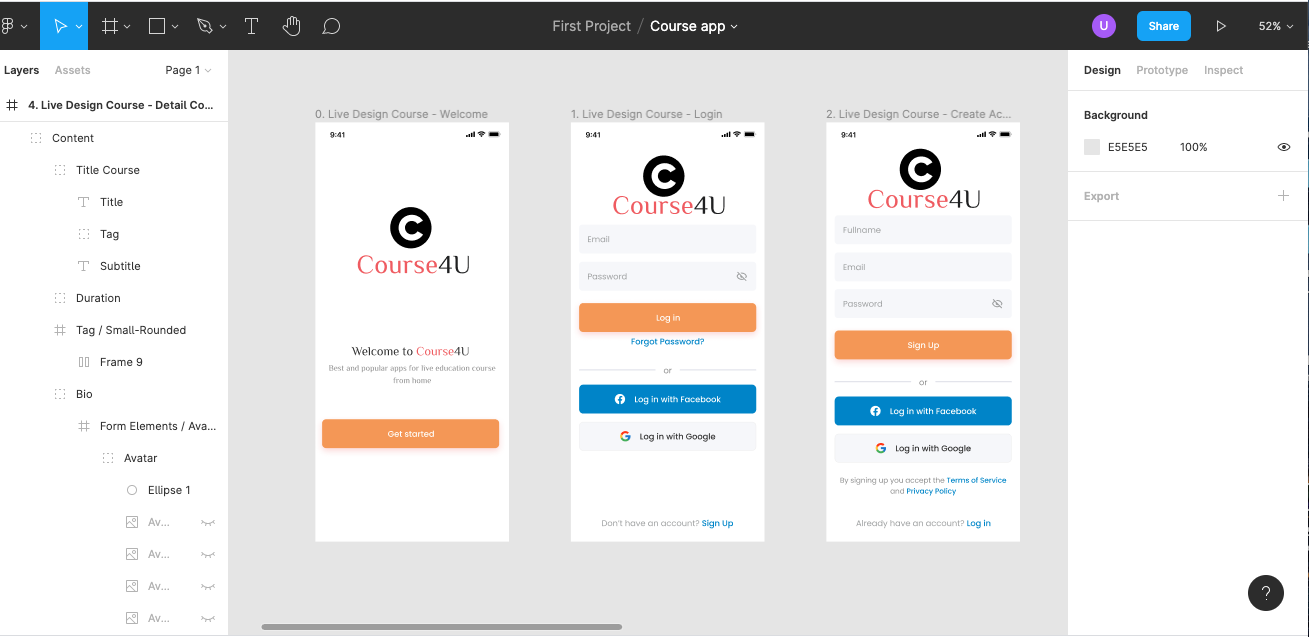 First Project / Course app
U
Share
52%
Layers
Assets
Page 1
4. Live Design Course - Detail Co...
Content
Title Course
Title
Tag
Subtitle
Duration
Tag / Small-Rounded
Frame 9
Bio
Form Elements / Ava...
Avatar
Ellipse 1
Av...
Av...
Av...
Av...
0. Live Design Course - Welcome
9:41
C
Course4U
Welcome to Course4U
Best and popular apps for live education course
from home
Get started
1. Live Design Course - Login
9:41
C
Course4U
Email
Password
Log in
Forgot Password?
or
Log in with Facebook
Log in with Google
Don't have an account? Sign Up
2. Live Design Course - Create Ac...
9:41
C
Course4U
Fullname
Email
Password
Sign Up
or
Log in with Facebook
Log in with Google
By signing up you accept the Terms of Service
and Privacy Policy
Already have an account? Log in
Design
Prototype
Inspect
Background
E5E5E5
100%
Export
?